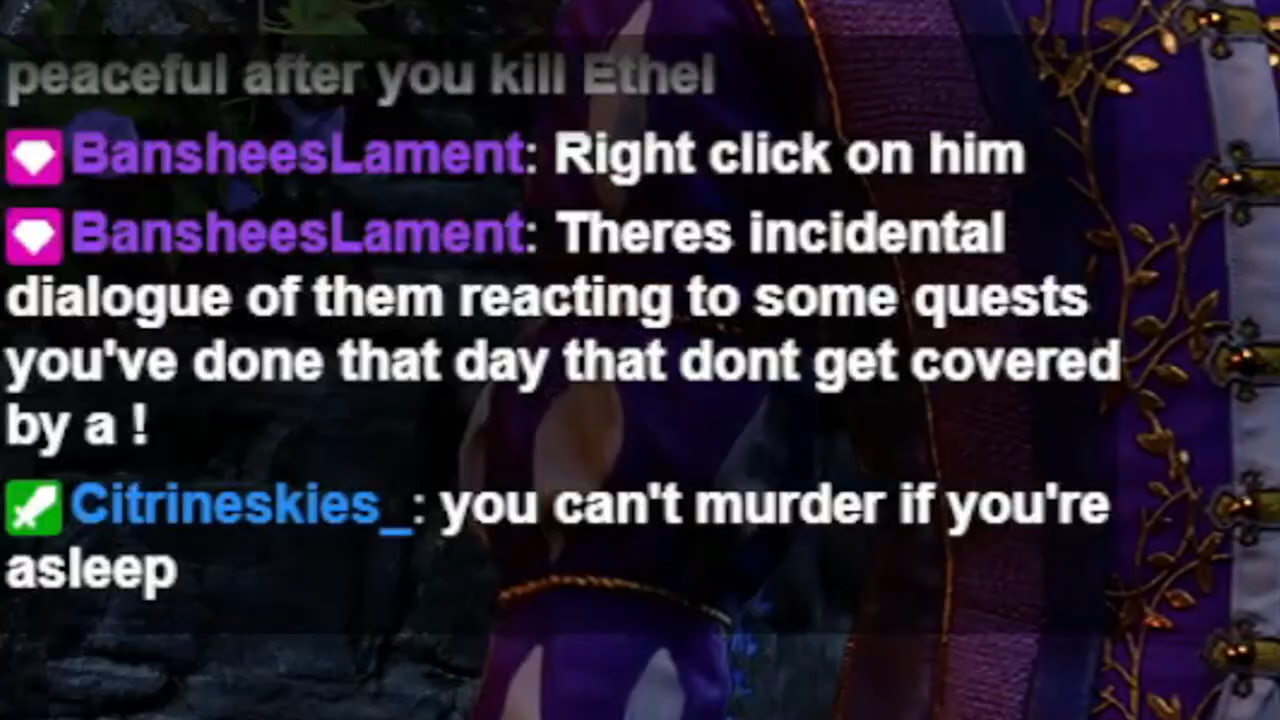 peaceful after you kill Ethel
BansheesLament: Right click on him
BansheesLament: Theres incidental
dialogue of them reacting to some quests
you've done that day that dont get covered
by a !
Citrineskies_: you can't murder if you're
asleep